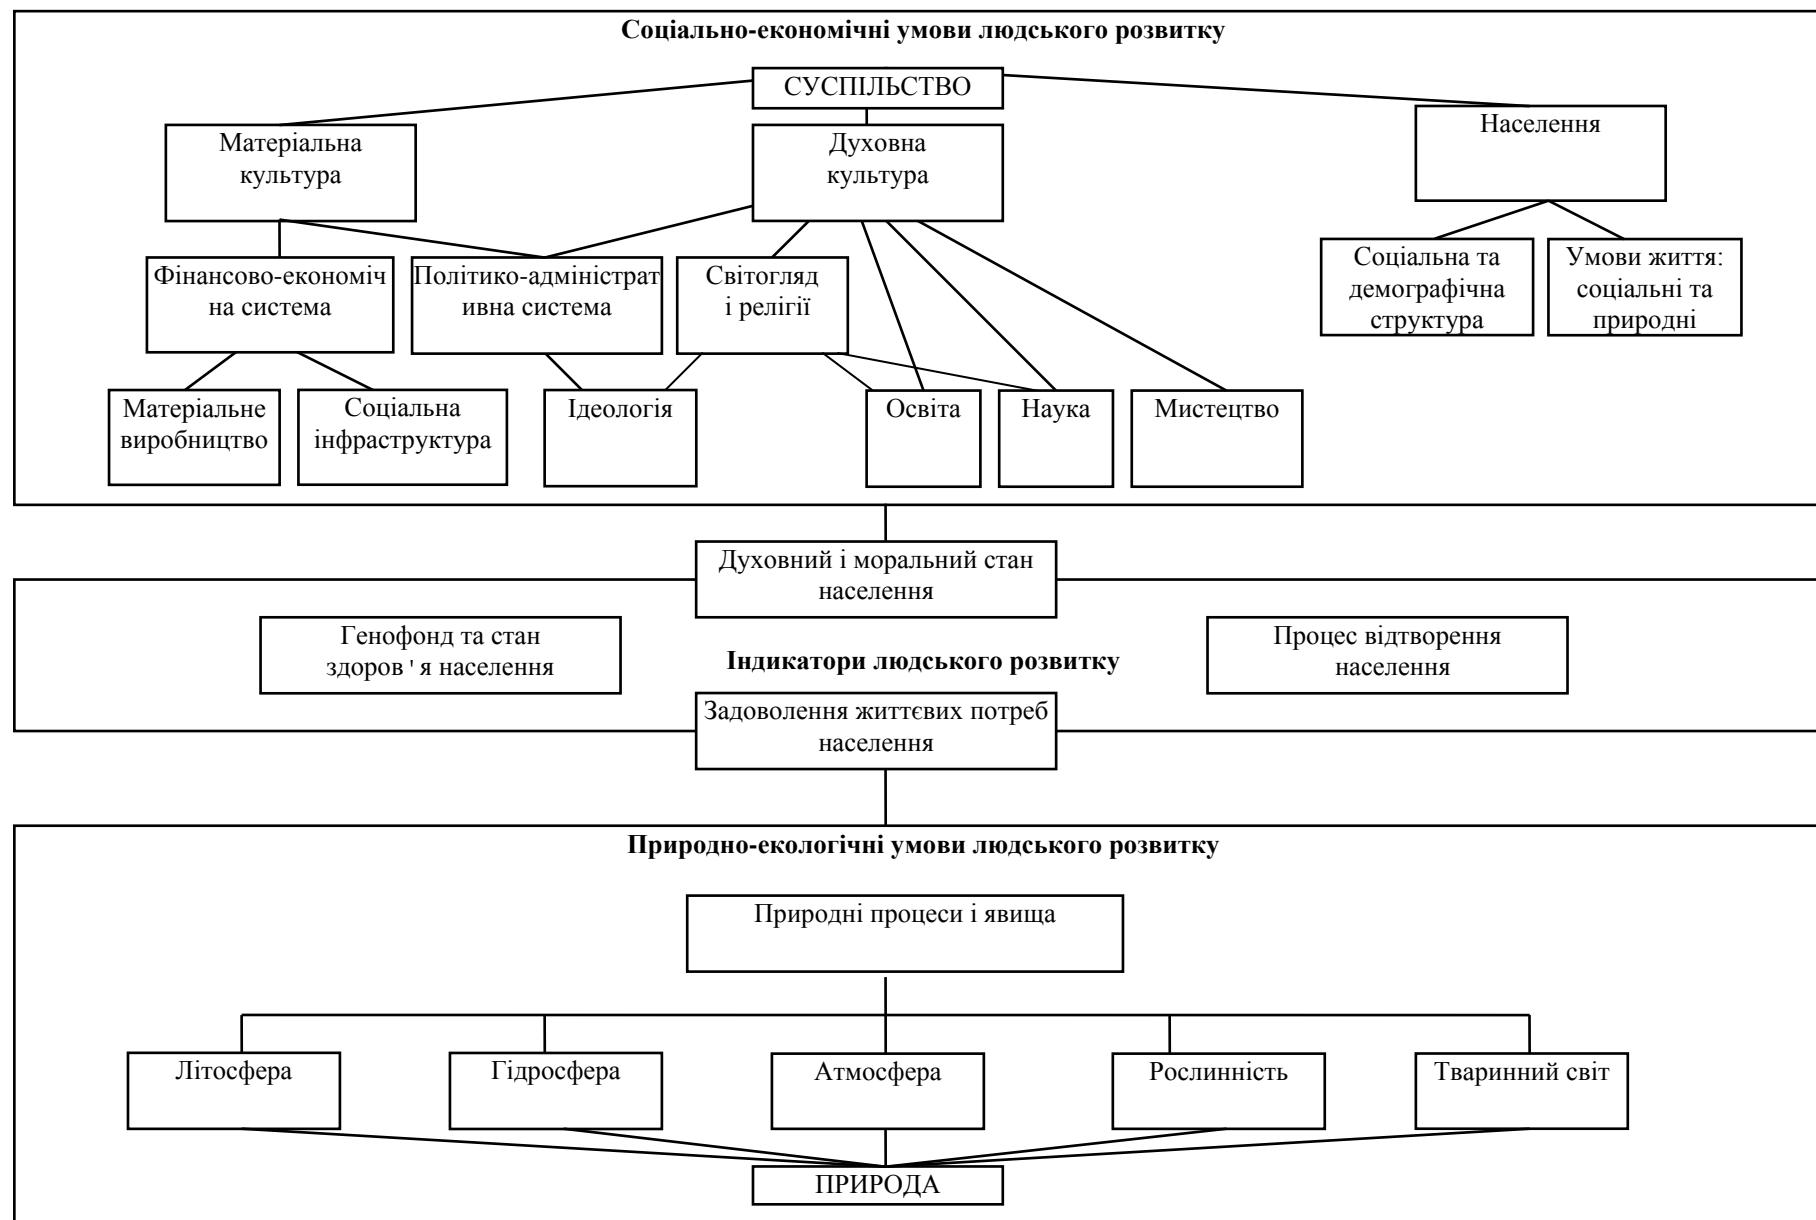 Соціально-економічні умови людського розвитку
СУСПІЛЬСТВО
Матеріальна
культура
Духовна
культура
Населення
Фінансово-економіч
на система
Політико-адміністрат
ивна система
Світогляд
і релігії
Соціальна та
демографічна
структура
Умови життя:
соціальні та
природні
Матеріальне
виробництво
Соціальна
інфраструктура
Ідеологія
Освіта
Наука
Мистецтво
Духовний і моральний стан
населення
Генофонд та стан
здоров ' я населення
Індикатори людського розвитку
Процес відтворення
населення
Задоволення життєвих потреб
населення
Природно-екологічні умови людського розвитку
Природні процеси і явища
Літосфера
Гідросфера
Атмосфера
Рослинність
Тваринний світ
ПРИРОДА